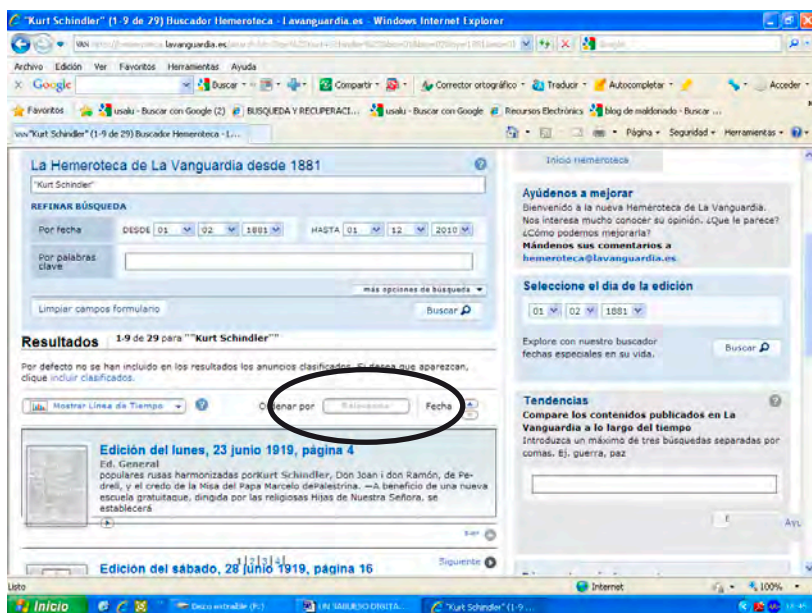 "Kurt Schindler" (1-9 de 29) Buscador Hemeroteca - Lavanguardia.es - Windows Internet Explorer
lavanguardia.es
Archivo Edición Ver Favoritos Herramientas Ayuda
Google Buscar Compartir Corrector ortográfico Traducir Autocompletar Acceder
Favoritos usalu - Buscar con Google (2) BUSQUEDA Y RECUPERACI... usalu - Buscar con Google Recursos Electrónics blog de maldonado - Buscar ...
"Kurt Schindler" (1-9 de 29) Buscador Hemeroteca - L... Página Seguridad Herramientas
La Hemeroteca de La Vanguardia desde 1881
"Kurt Schindler"
REFINAR BÚSQUEDA
Por fecha DESDE 01 02 1881 HASTA 01 12 2010
Por palabras
clave
más opciones de búsqueda
Limpiar campos formulario Buscar
Resultados 1-9 de 29 para ""Kurt Schindler""
Por defecto no se han incluido en los resultados los anuncios clasificados. Si desea que aparezcan,
clique incluir clasificados.
Mostrar Línea de Tiempo Ordenar por Relevancia Fecha
Edición del lunes, 23 junio 1919, página 4
Ed. General
populares rusas harmonizadas porKurt Schindler, Don Joan i don Ramón, de Pe-
drell, y el credo de la Misa del Papa Marcelo dePalestrina. —A beneficio de una nueva
escuela gratuitaque, dingida por las religiosas Hijas de Nuestra Señora, se
establecerá
1|2|3|4|
Siguiente
Edición del sábado, 28 junio 1919, página 16
Inicio Hemeroteca
Ayúdenos a mejorar
Bienvenido a la nueva Hemeroteca de La Vanguardia.
Nos interesa mucho conocer su opinión. ¿Que le parece?
¿Cómo podemos mejorarla?
Mándenos sus comentarios a
hemeroteca@lavanguardia.es
Seleccione el día de la edición
01 02 1881
Explore con nuestro buscador
fechas especiales en su vida.
Buscar
Tendencias
Compare los contenidos publicados en La
Vanguardia a lo largo del tiempo
Introduzca un máximo de tres búsquedas separadas por
comas. Ej. guerra, paz
Listo Internet 100%
Inicio Disco extraíble (F:) UN SABUESO DIGITA... "Kurt Schindler" (1-9 ...